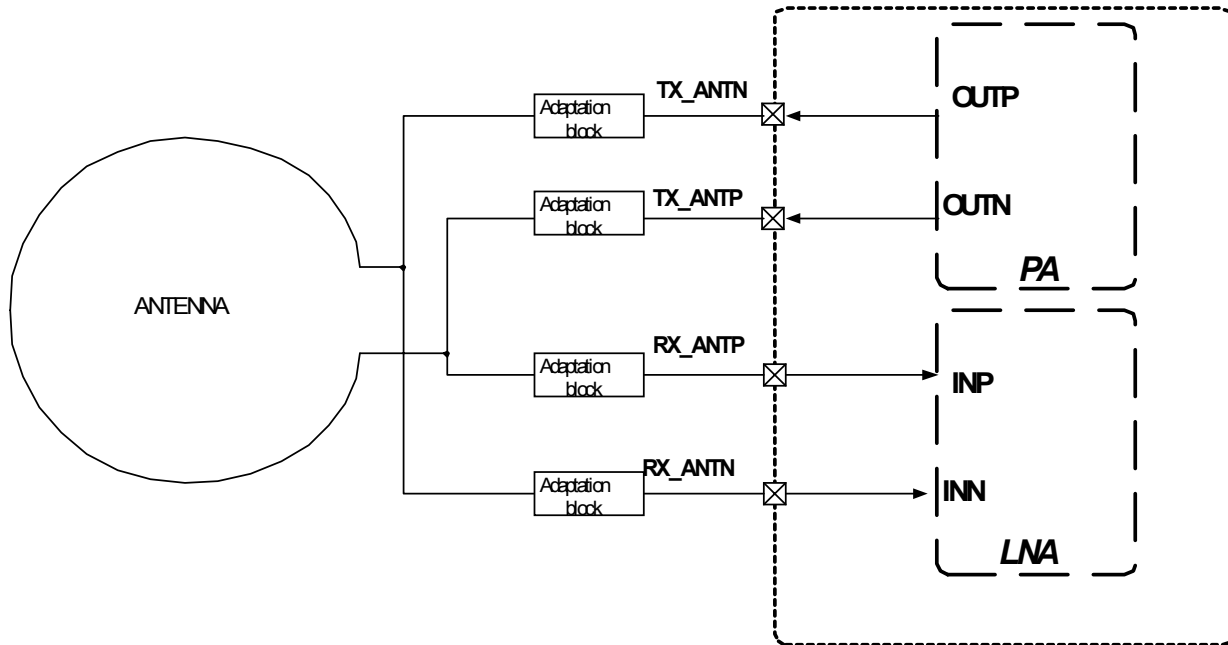 TX_ANTN
Adaptation
block
OUTP
TX_ANTP
Adaptation
block
OUTN
PA
ANTENNA
RX_ANTP
Adaptation
block
INP
RX_ANTN
Adaptation
block
INN
LNA